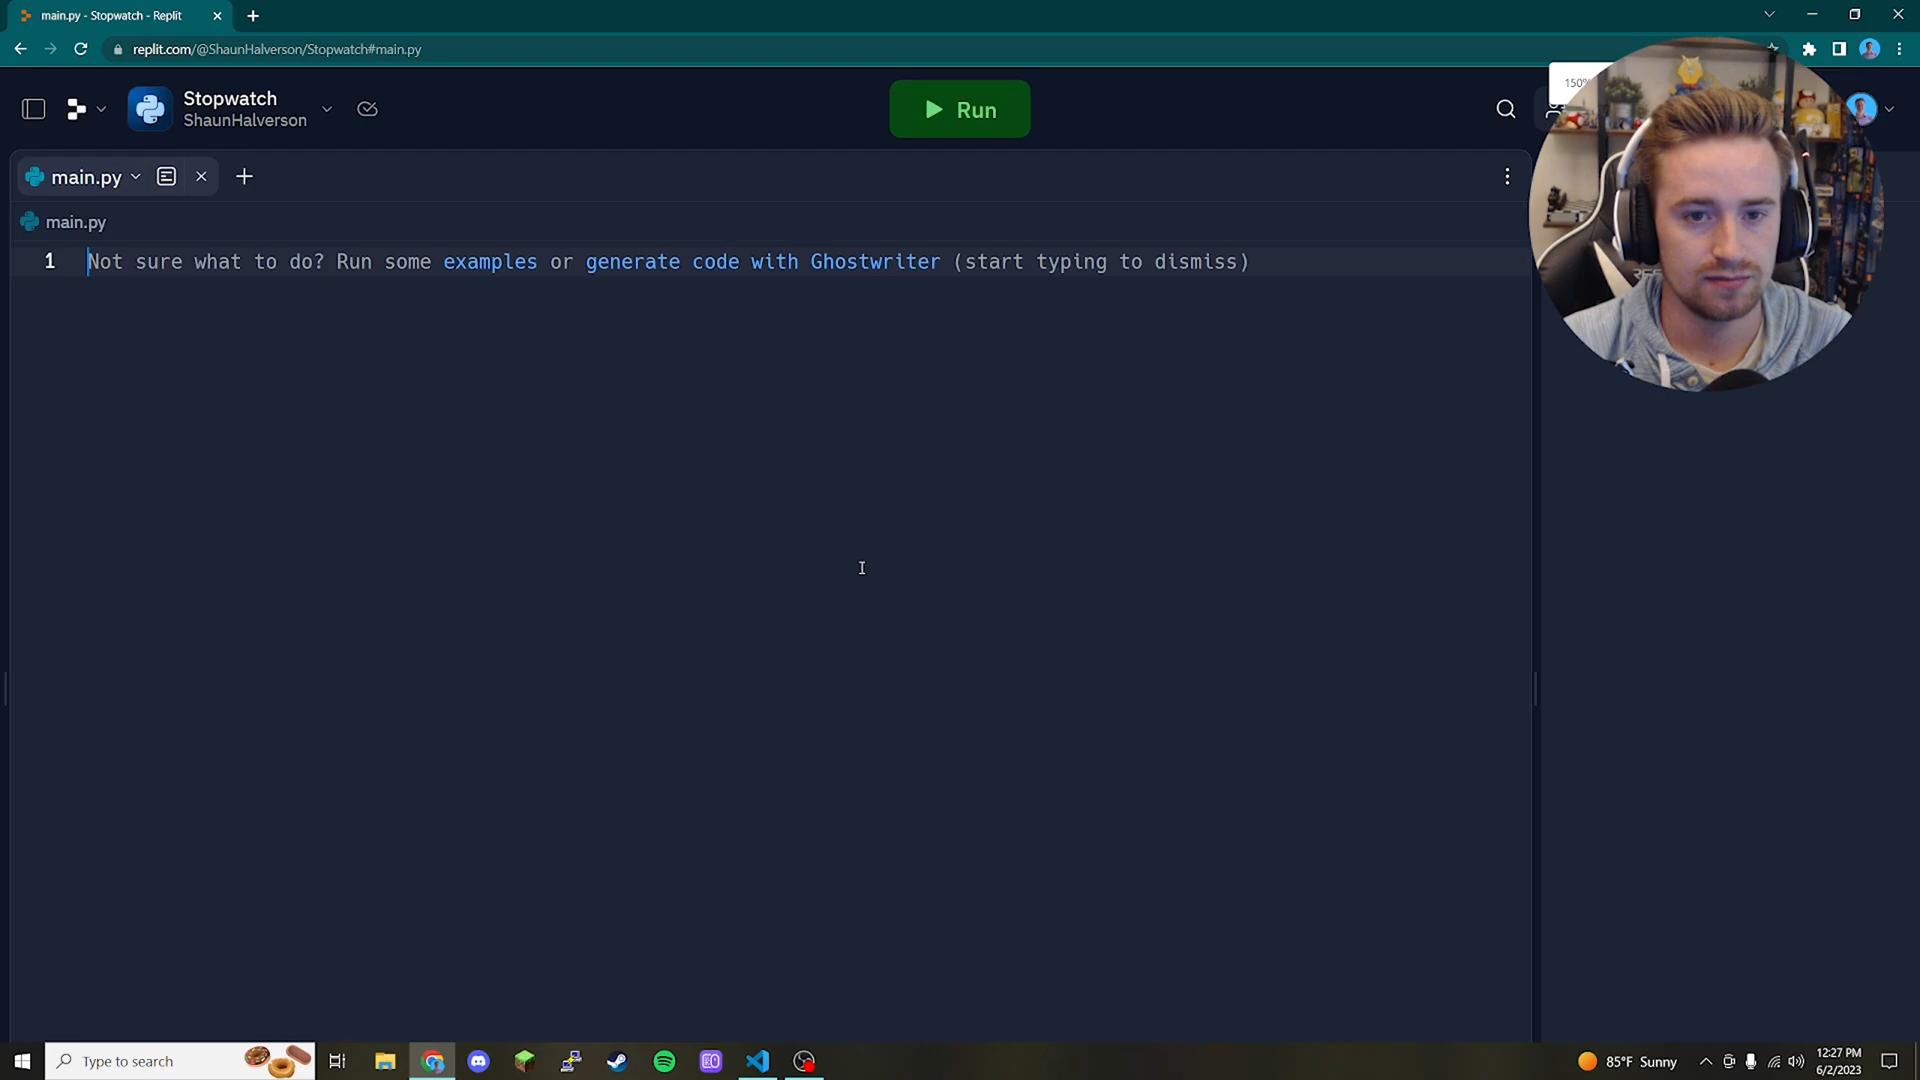 main.py - Stopwatch - Replit
replit.com/@ShaunHalverson/Stopwatch#main.py
150%
Stopwatch
ShaunHalverson
Run
main.py
main.py
1 Not sure what to do? Run some examples or generate code with Ghostwriter (start typing to dismiss)
Type to search
85°F Sunny
12:27 PM
6/2/2023